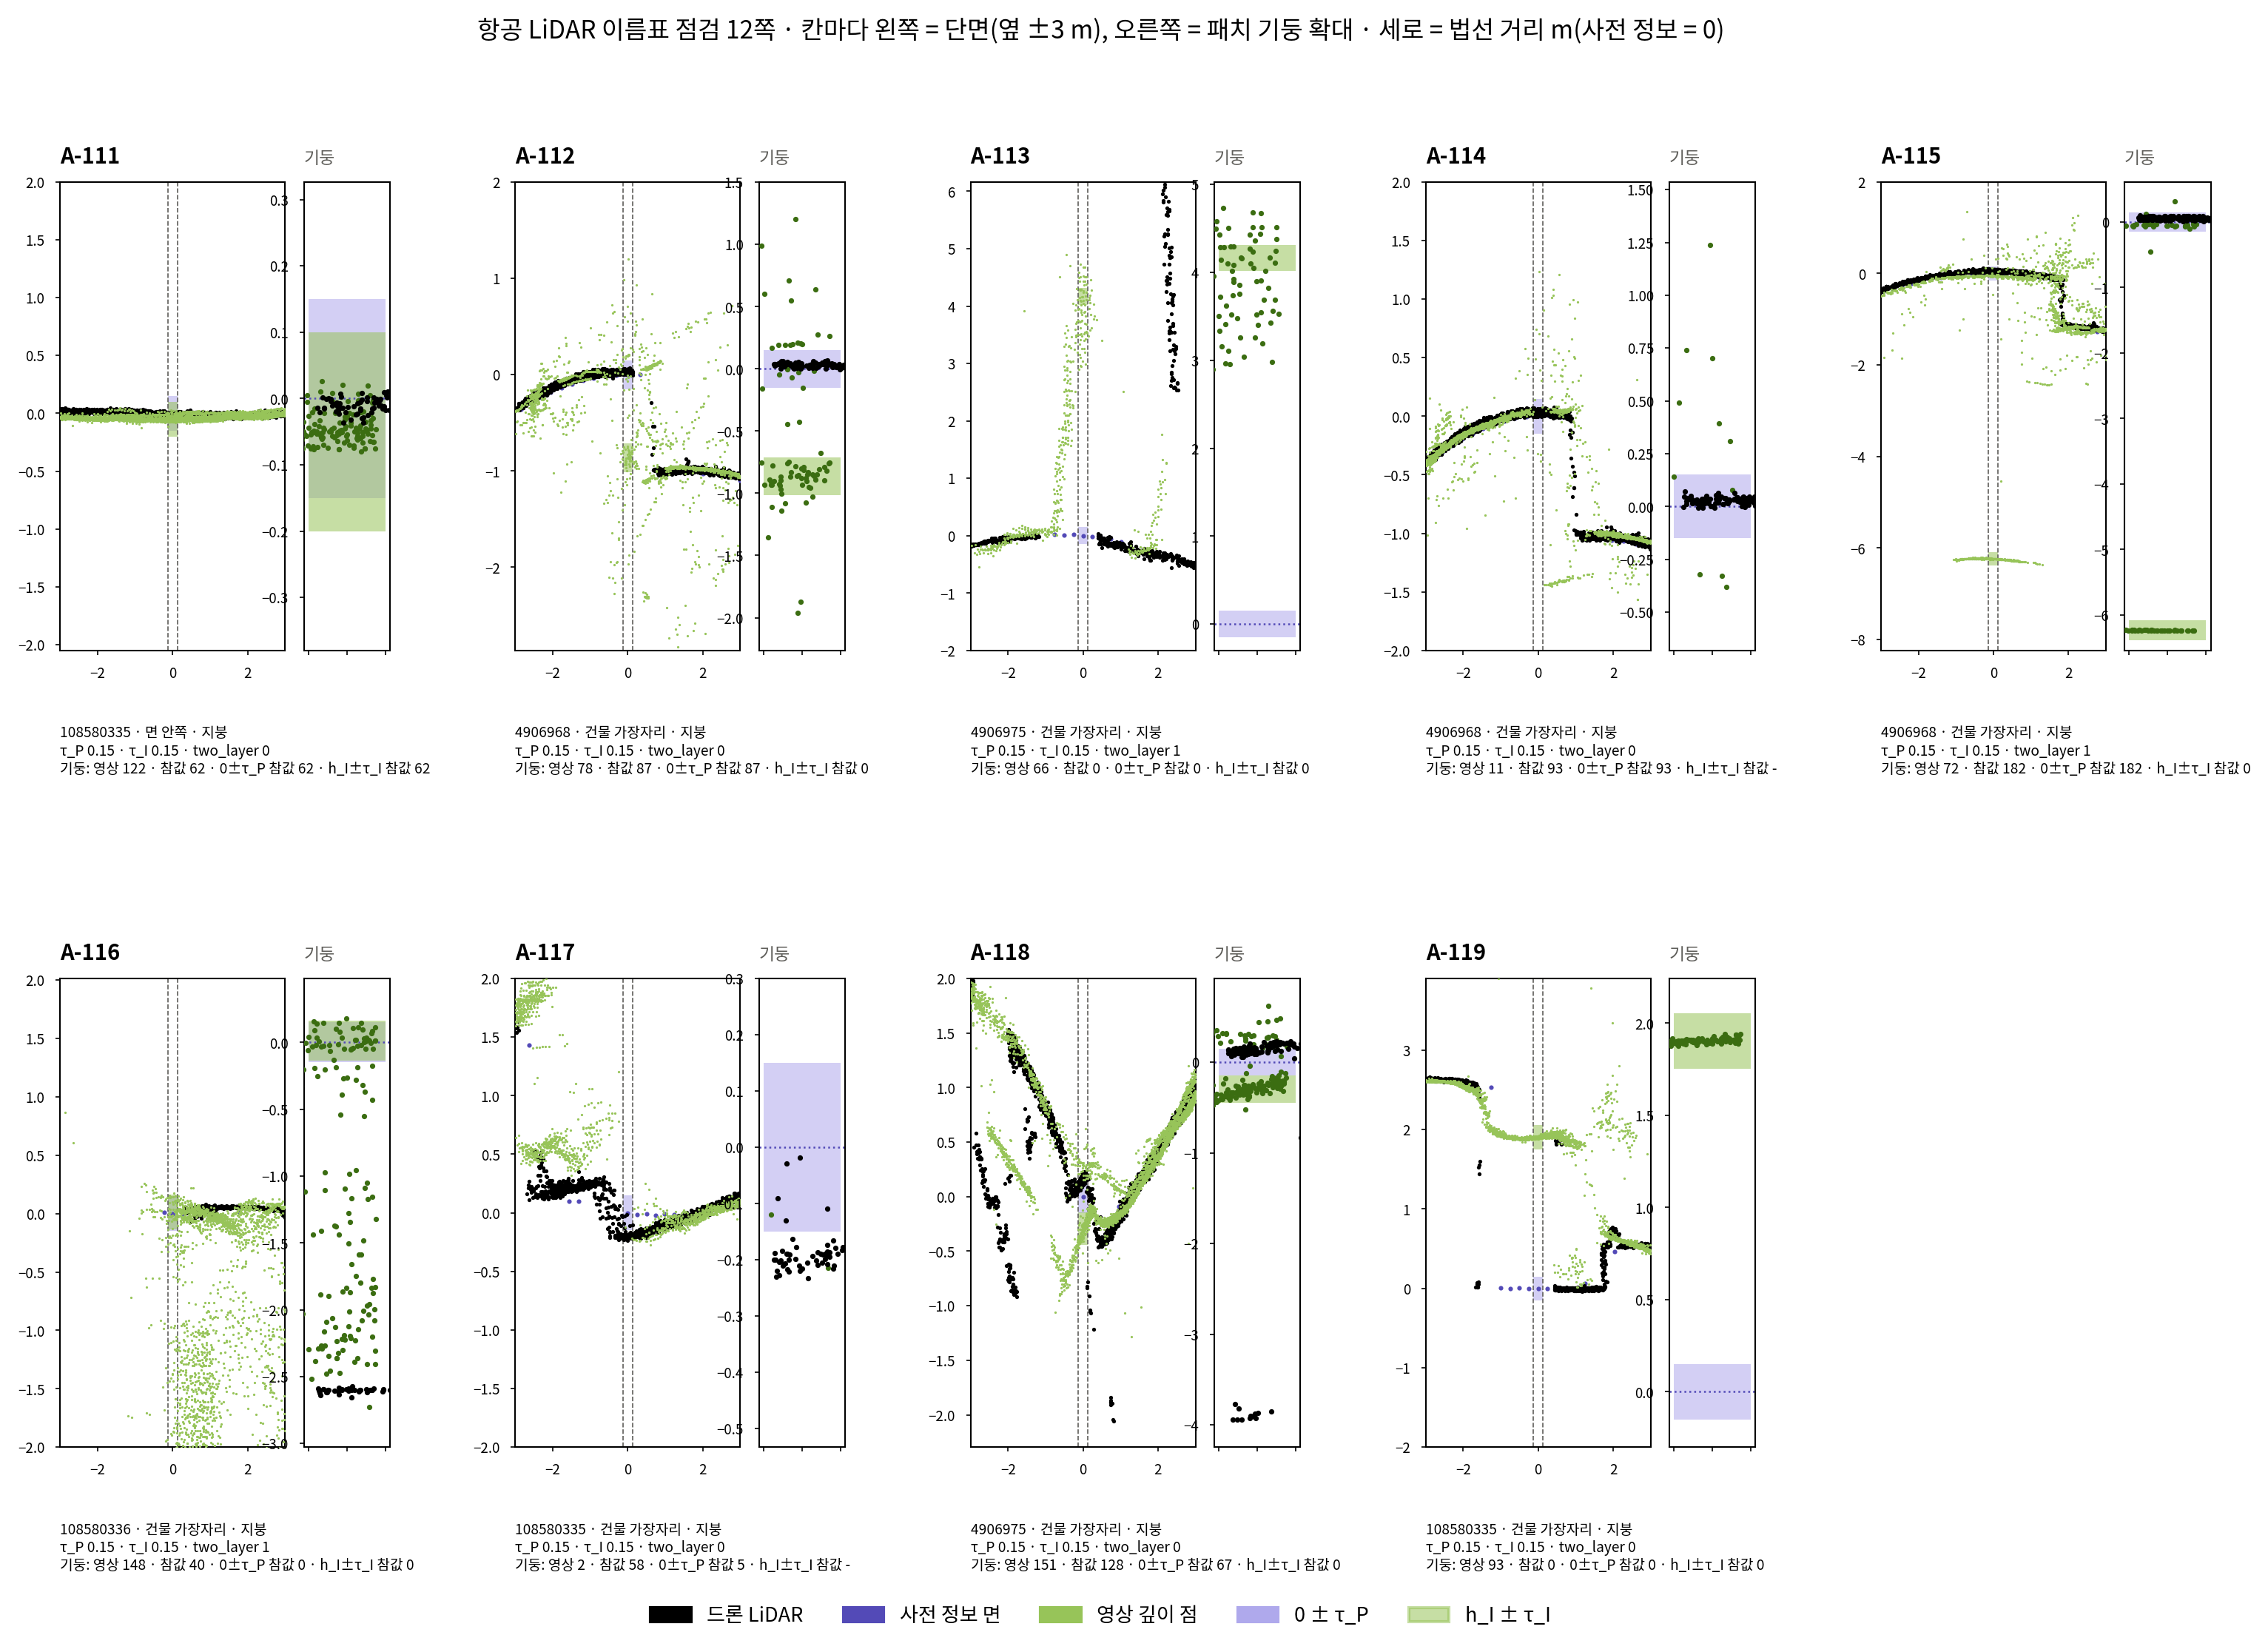 항공 LiDAR 이름표 점검 12쪽 · 칸마다 왼쪽 = 단면(옆 ±3 m), 오른쪽 = 패치 기둥 확대 · 세로 = 법선 거리 m(사전 정보 = 0)
A-111 기둥
A-112 기둥
A-113 기둥
A-114 기둥
A-115 기둥
108580335 · 면 안쪽 · 지붕
τ_P 0.15 · τ_I 0.15 · two_layer 0
기둥: 영상 122 · 참값 62 · 0±τ_P 참값 62 · h_I±τ_I 참값 62
4906968 · 건물 가장자리 · 지붕
τ_P 0.15 · τ_I 0.15 · two_layer 0
기둥: 영상 78 · 참값 87 · 0±τ_P 참값 87 · h_I±τ_I 참값 0
4906975 · 건물 가장자리 · 지붕
τ_P 0.15 · τ_I 0.15 · two_layer 1
기둥: 영상 66 · 참값 0 · 0±τ_P 참값 0 · h_I±τ_I 참값 0
4906968 · 건물 가장자리 · 지붕
τ_P 0.15 · τ_I 0.15 · two_layer 0
기둥: 영상 11 · 참값 93 · 0±τ_P 참값 93 · h_I±τ_I 참값 -
4906968 · 건물 가장자리 · 지붕
τ_P 0.15 · τ_I 0.15 · two_layer 1
기둥: 영상 72 · 참값 182 · 0±τ_P 참값 182 · h_I±τ_I 참값 0
A-116 기둥
A-117 기둥
A-118 기둥
A-119 기둥
108580336 · 건물 가장자리 · 지붕
τ_P 0.15 · τ_I 0.15 · two_layer 1
기둥: 영상 148 · 참값 40 · 0±τ_P 참값 0 · h_I±τ_I 참값 0
108580335 · 건물 가장자리 · 지붕
τ_P 0.15 · τ_I 0.15 · two_layer 0
기둥: 영상 2 · 참값 58 · 0±τ_P 참값 5 · h_I±τ_I 참값 -
4906975 · 건물 가장자리 · 지붕
τ_P 0.15 · τ_I 0.15 · two_layer 0
기둥: 영상 151 · 참값 128 · 0±τ_P 참값 67 · h_I±τ_I 참값 0
108580335 · 건물 가장자리 · 지붕
τ_P 0.15 · τ_I 0.15 · two_layer 0
기둥: 영상 93 · 참값 0 · 0±τ_P 참값 0 · h_I±τ_I 참값 0
드론 LiDAR 사전 정보 면 영상 깊이 점 0 ± τ_P h_I ± τ_I